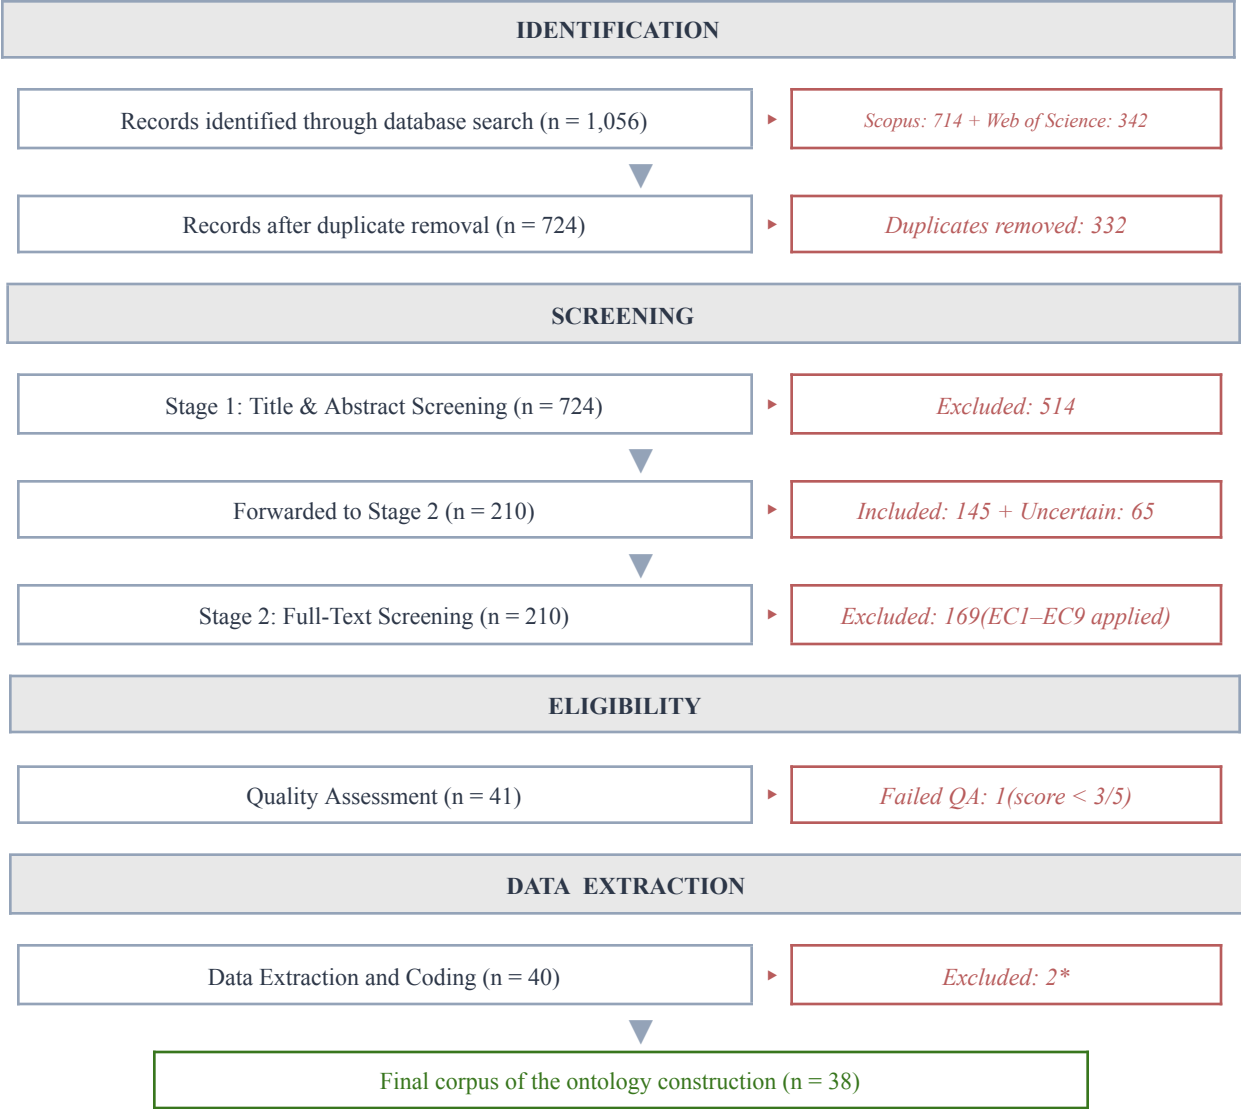 IDENTIFICATION
Records identified through database search (n = 1,056)
Scopus: 714 + Web of Science: 342
Records after duplicate removal (n = 724)
Duplicates removed: 332
SCREENING
Stage 1: Title & Abstract Screening (n = 724)
Excluded: 514
Forwarded to Stage 2 (n = 210)
Included: 145 + Uncertain: 65
Stage 2: Full-Text Screening (n = 210)
Excluded: 169(EC1–EC9 applied)
ELIGIBILITY
Quality Assessment (n = 41)
Failed QA: 1(score < 3/5)
DATA EXTRACTION
Data Extraction and Coding (n = 40)
Excluded: 2*
Final corpus of the ontology construction (n = 38)